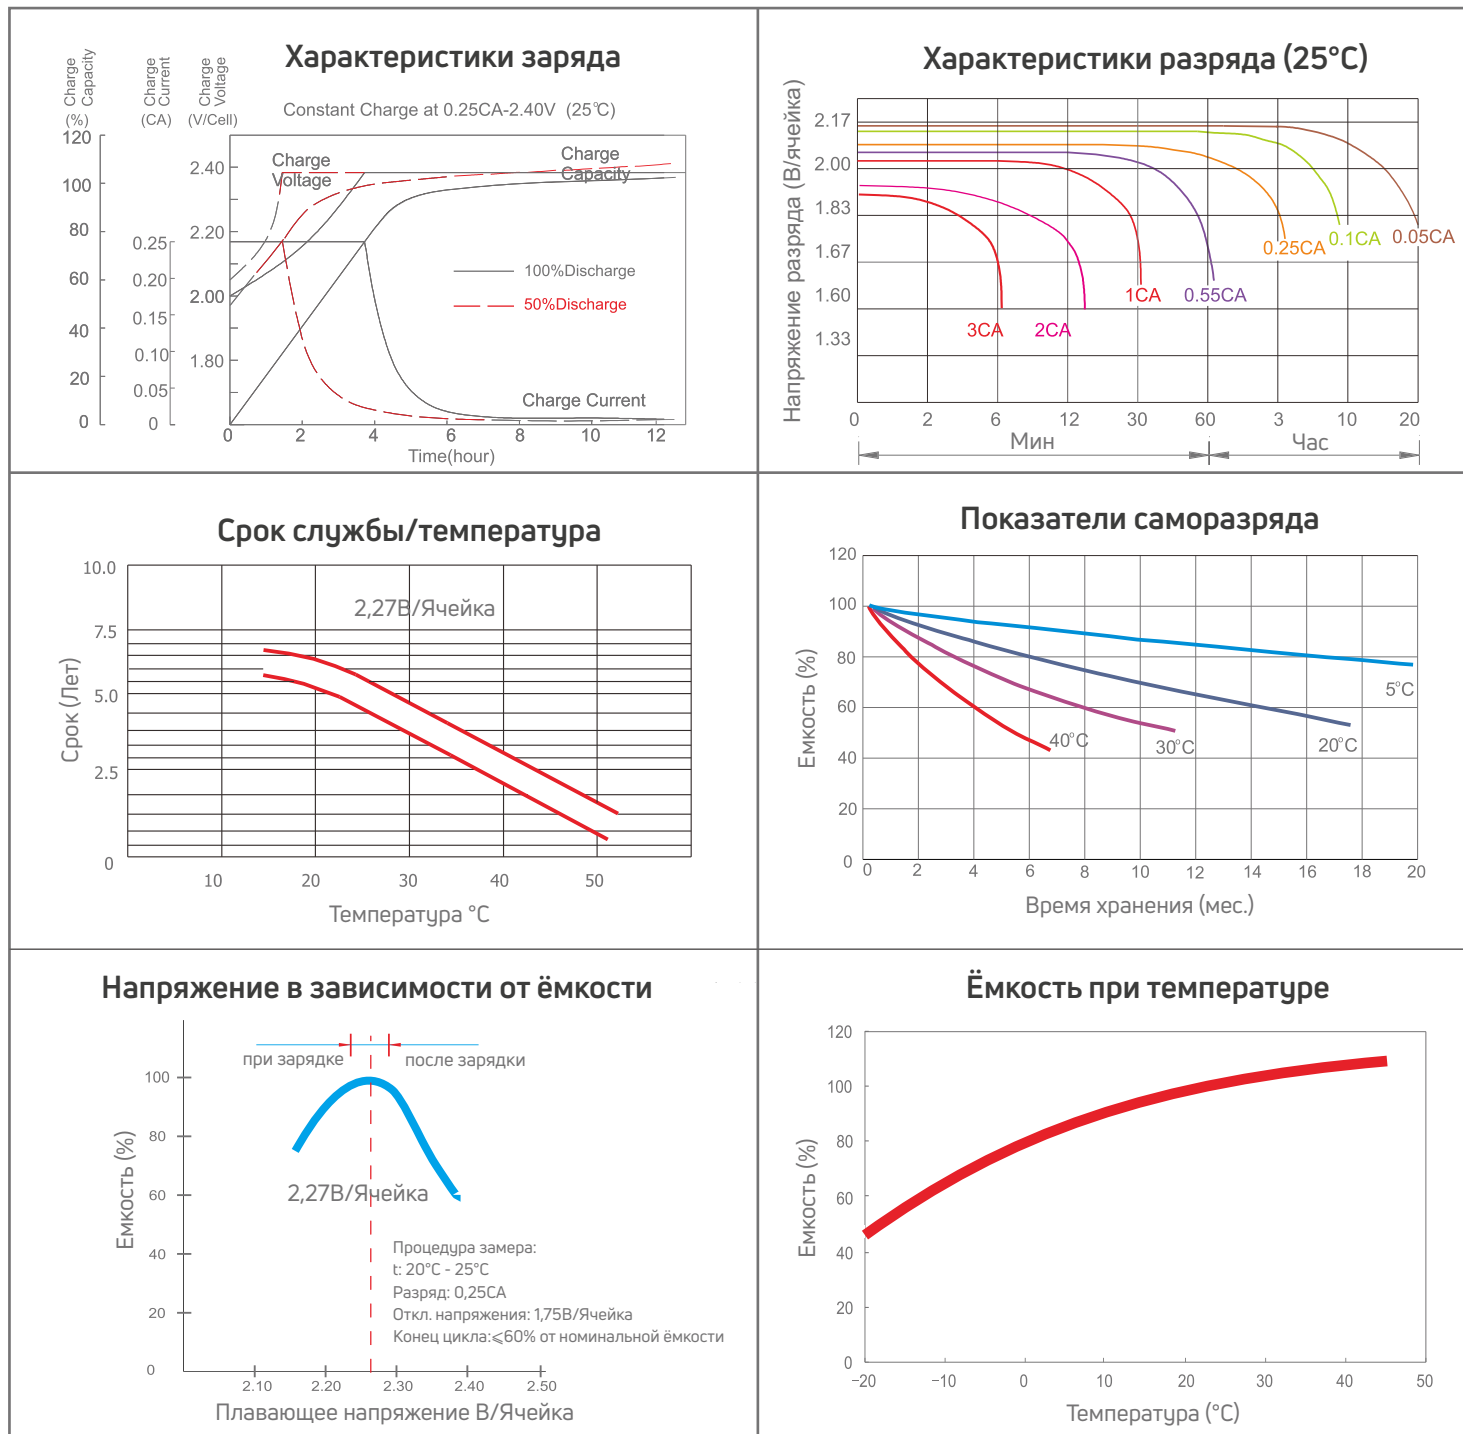 Характеристики заряда
Charge Capacity (%)
Charge Current (CA)
Charge Voltage (V/Cell)
Constant Charge at 0.25CA-2.40V (25℃)
120
100
80
60
40
20
0
0.25
0.20
0.15
0.10
0.05
0
2.40
2.20
2.00
1.80
Charge Voltage
Charge Capacity
100%Discharge
50%Discharge
Charge Current
0 2 4 6 8 10 12
Time(hour)
Характеристики разряда (25°C)
Напряжение разряда (В/ячейка)
2.17
2.00
1.83
1.67
1.60
1.33
3CA
2CA
1CA
0.55CA
0.25CA
0.1CA
0.05CA
0 2 6 12 30 60 3 10 20
Мин
Час
Срок службы/температура
Срок (Лет)
10.0
7.5
5.0
2.5
0
2,27В/Ячейка
10 20 30 40 50
Температура °C
Показатели саморазряда
Емкость (%)
120
100
80
60
40
20
0
5°C
20°C
30°C
40°C
0 2 4 6 8 10 12 14 16 18 20
Время хранения (мес.)
Напряжение в зависимости от ёмкости
при зарядке
после зарядки
Емкость (%)
100
80
60
40
20
0
2,27В/Ячейка
Процедура замера:
t: 20°C - 25°C
Разряд: 0,25СА
Откл. напряжения: 1,75В/Ячейка
Конец цикла:⩽60% от номинальной ёмкости
2.10 2.20 2.30 2.40 2.50
Плавающее напряжение В/Ячейка
Ёмкость при температуре
Емкость (%)
120
100
80
60
40
20
0
−20 −10 0 10 20 30 40 50
Температура (°C)